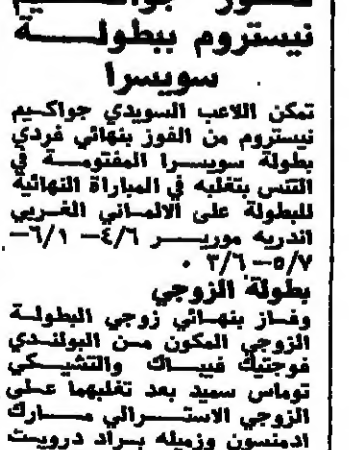 نيستروم ببطولة
سويسرا
تمكن اللاعب السويدي جواكيم
نيستروم من الفوز بنهائي فردي
بطولة سويسرا المفتوحة في
التنس بتغلبه في المباراة النهائية
للبطولة على الالماني الغربي
اندريه مورير ٤/٦ـ ٦/١ـ
٥/٧ـ ٣/٦ .
بطولة الزوجي
وفاز بنهائي زوجي البطولة
الزوجي المكون من البولندي
فوجتيك فيباك والتشيكي
توماس سميد بعد تغلبهما على
الزوجي الاسترالي مارك
ادمنسون وزميله براد درويت